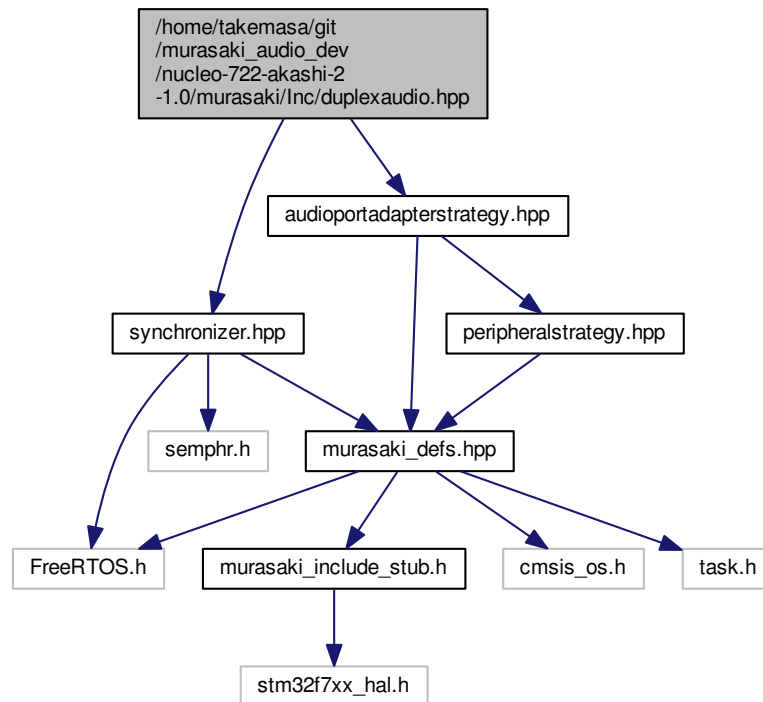 /home/takemasa/git
/murasaki_audio_dev
/nucleo-722-akashi-2
-1.0/murasaki/Inc/duplexaudio.hpp
audioportadapterstrategy.hpp
synchronizer.hpp
peripheralstrategy.hpp
semphr.h
murasaki_defs.hpp
FreeRTOS.h
murasaki_include_stub.h
cmsis_os.h
task.h
stm32f7xx_hal.h